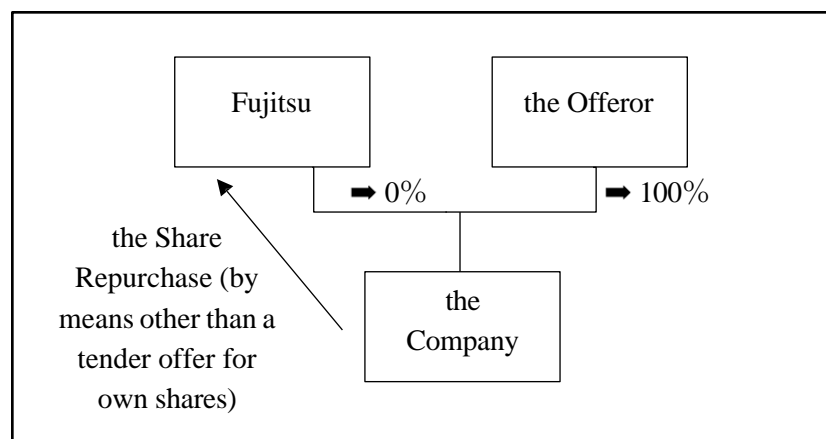 Fujitsu
the Offeror
➡ 0%
➡ 100%
the Share
Repurchase (by
means other than a
tender offer for
own shares)
the
Company